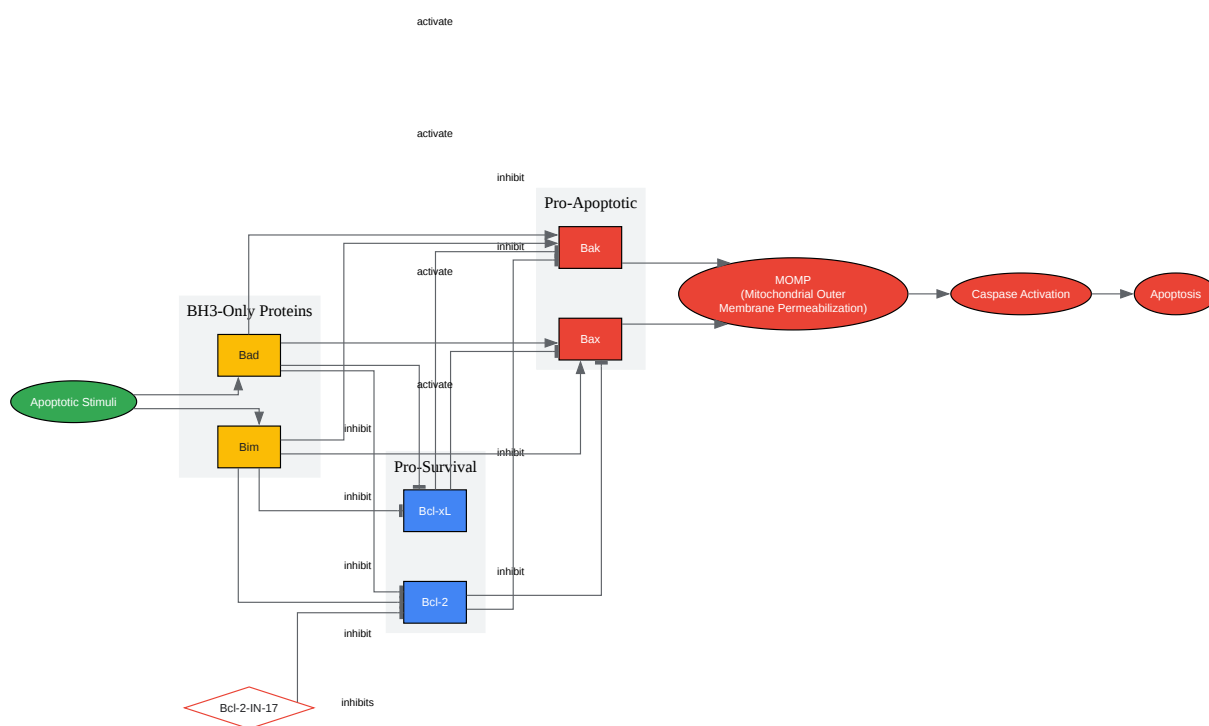 activate
activate
inhibit
Pro-Apoptotic
Bak
inhibit
activate
MOMP
(Mitochondrial Outer
Membrane Permeabilization)
Caspase Activation
Apoptosis
BH3-Only Proteins
Bax
Bad
activate
Apoptotic Stimuli
inhibit
Bim
inhibit
Pro-Survival
inhibit
Bcl-xL
inhibit
inhibit
Bcl-2
inhibit
inhibits
Bcl-2-IN-17